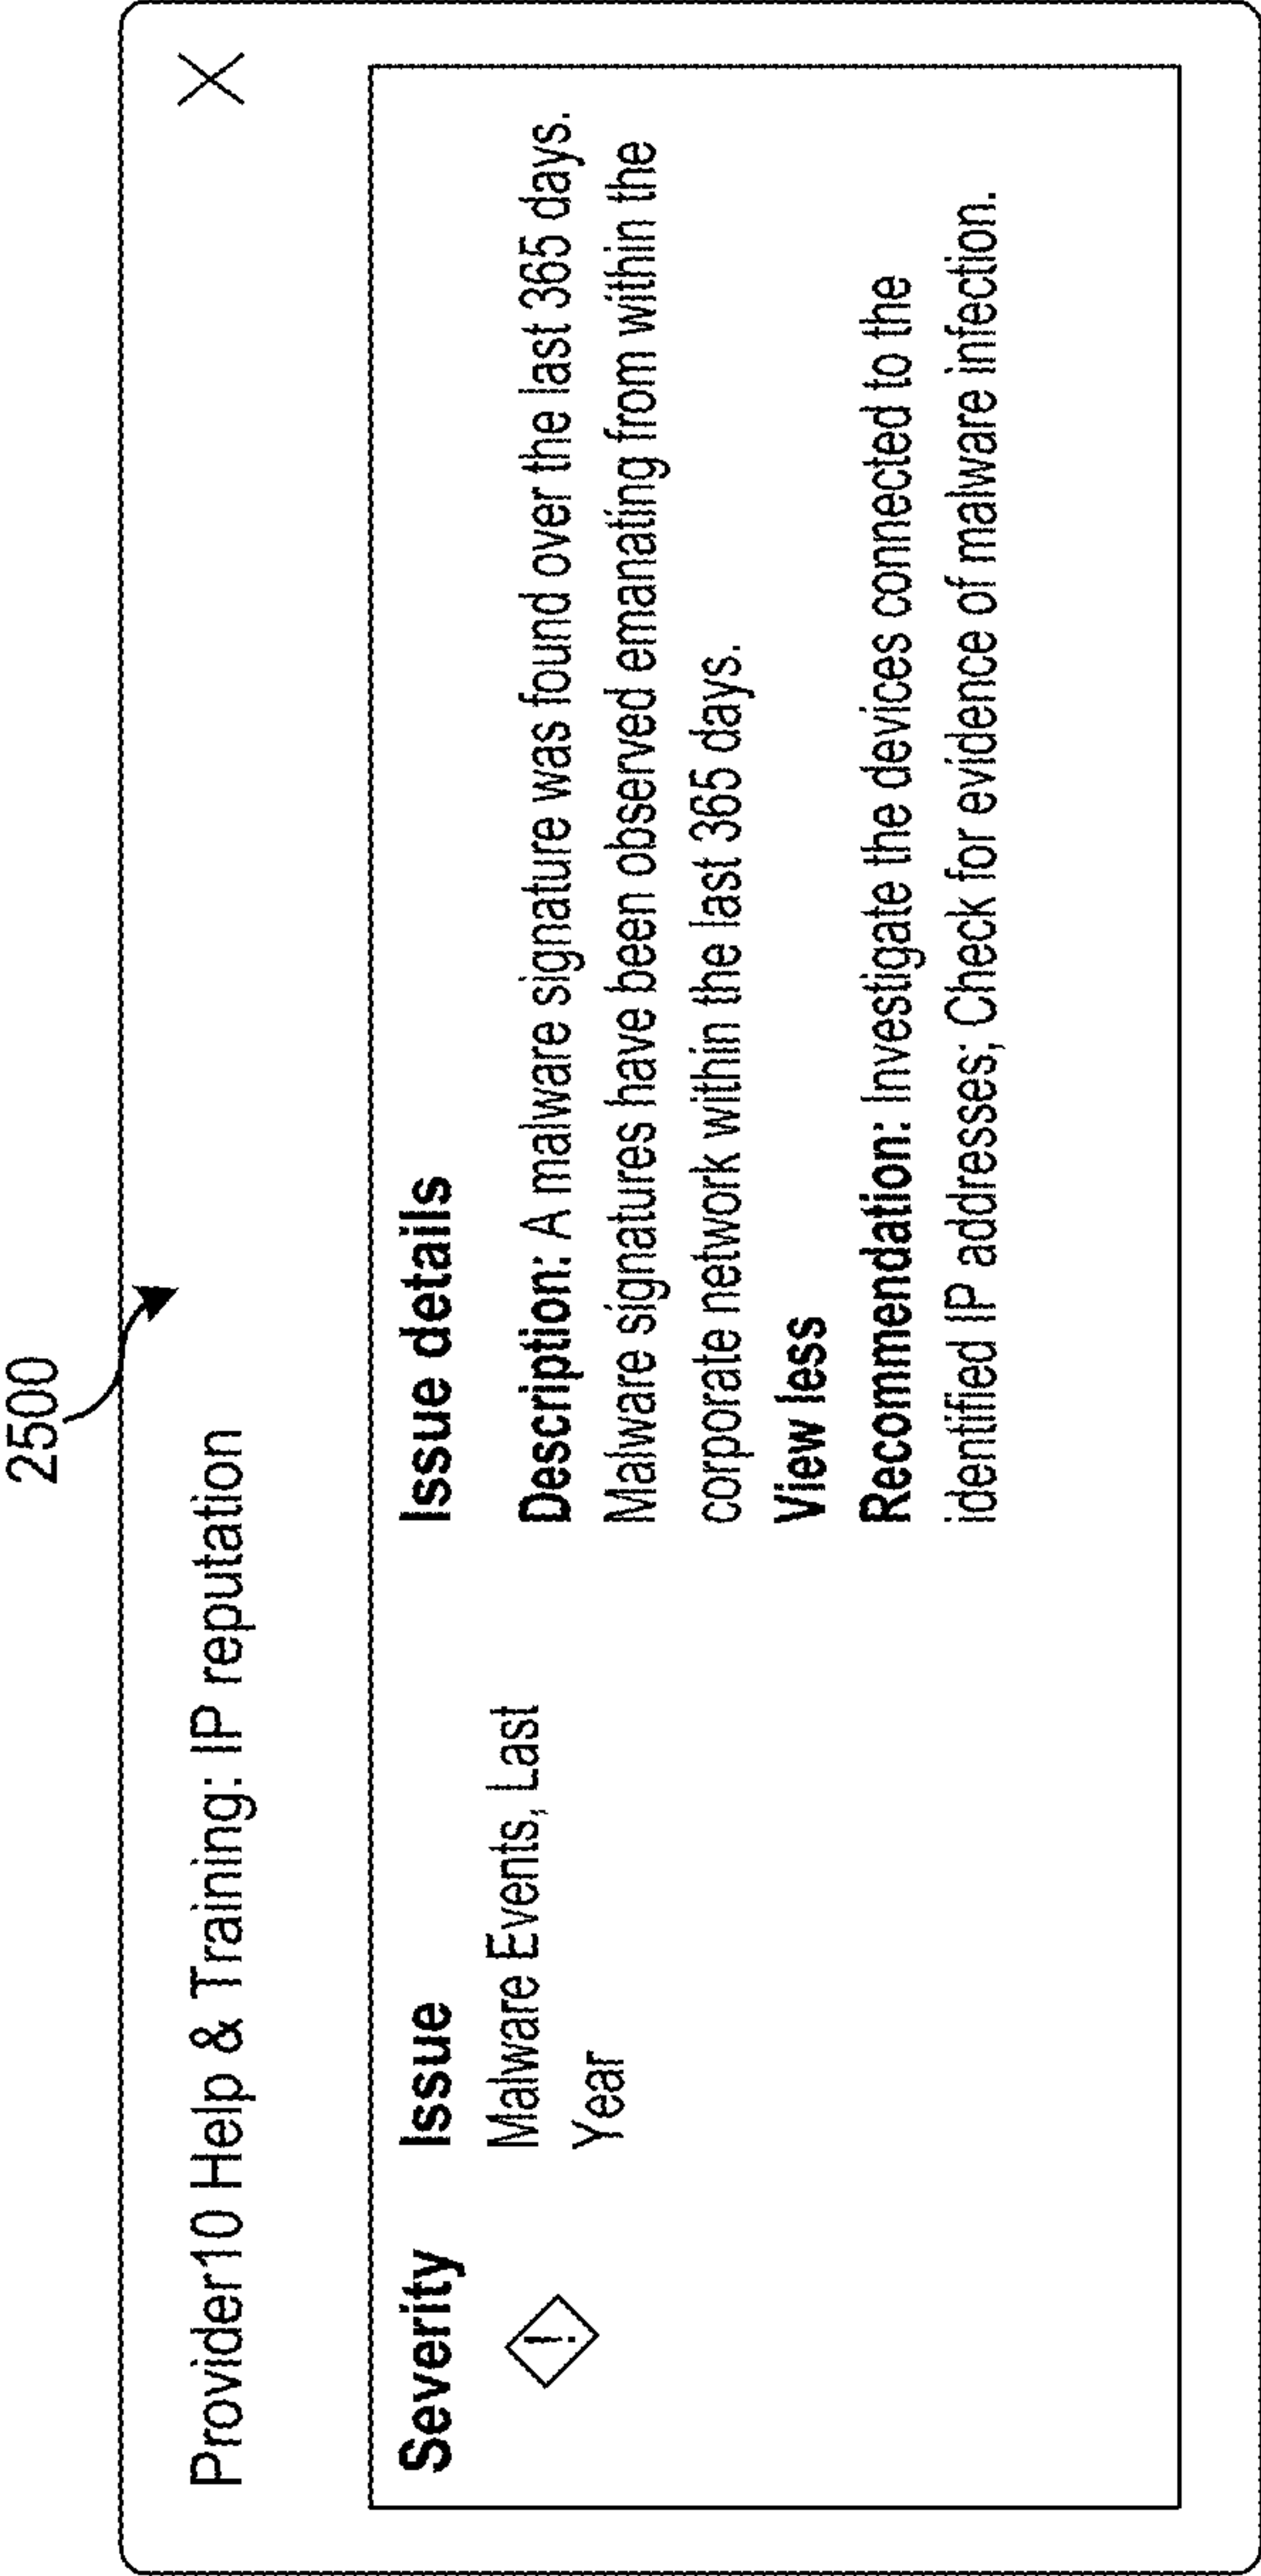 2500
Provider10 Help & Training: IP reputation
Severity
Issue
Malware Events, Last
Year
Issue details
Description: A malware signature was found over the last 365 days.
Malware signatures have been observed emanating from within the
corporate network within the last 365 days.
View less
Recommendation: Investigate the devices connected to the
identified IP addresses; Check for evidence of malware infection.